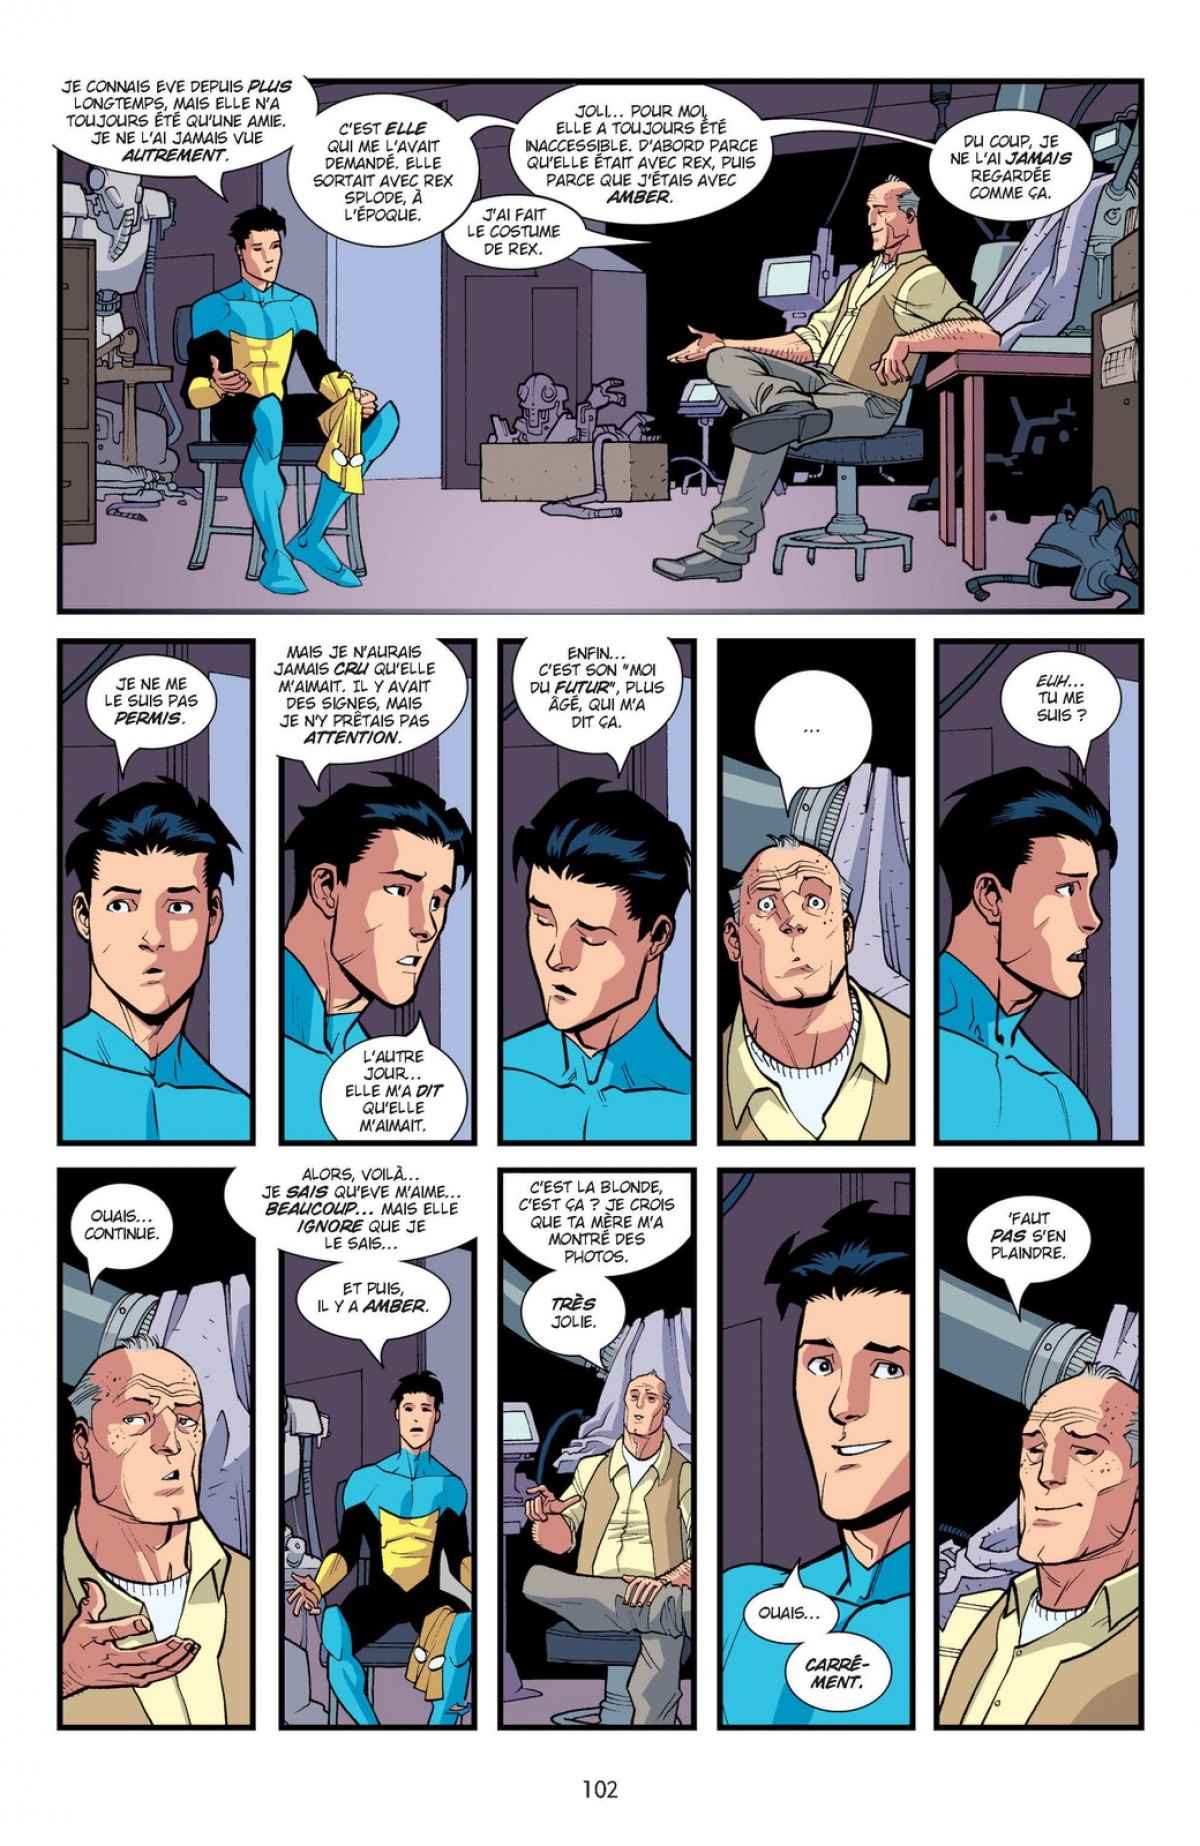 JE CONNAIS EVE DEPUIS PLUS
LONGTEMPS, MAIS ELLE N'A
TOUJOURS ÉTÉ QU'UNE AMIE.
JE NE L'AI JAMAIS VUE
AUTREMENT.
C'EST ELLE
QUI ME L'AVAIT
DEMANDÉ. ELLE
SORTAIT AVEC REX
SPLODE, À
L'ÉPOQUE.
J'AI FAIT
LE COSTUME
DE REX.
JOLI... POUR MOI,
ELLE A TOUJOURS ÉTÉ
INACCESSIBLE. D'ABORD PARCE
QU'ELLE ÉTAIT AVEC REX, PUIS
PARCE QUE J'ÉTAIS AVEC
AMBER.
DU COUP, JE
NE L'AI JAMAIS
REGARDÉE
COMME ÇA.
JE NE ME
LE SUIS PAS
PERMIS.
MAIS JE N'AURAIS
JAMAIS CRU QU'ELLE
M'AIMAIT. IL Y AVAIT
DES SIGNES, MAIS
JE N'Y PRÊTAIS PAS
ATTENTION.
L'AUTRE
JOUR...
ELLE M'A DIT
QU'ELLE
M'AIMAIT.
ENFIN...
C'EST SON "MOI
DU FUTUR", PLUS
ÂGÉ, QUI M'A
DIT ÇA.
...
EUH...
TU ME
SUIS ?
OUAIS...
CONTINUE.
ALORS, VOILÀ...
JE SAIS QU'EVE M'AIME...
BEAUCOUP... MAIS ELLE
IGNORE QUE JE
LE SAIS...
ET PUIS,
IL Y A AMBER.
C'EST LA BLONDE,
C'EST ÇA ? JE CROIS
QUE TA MÈRE M'A
MONTRÉ DES
PHOTOS.
TRÈS
JOLIE.
OUAIS...
CARRÉ-
MENT.
'FAUT
PAS S'EN
PLAINDRE.
102